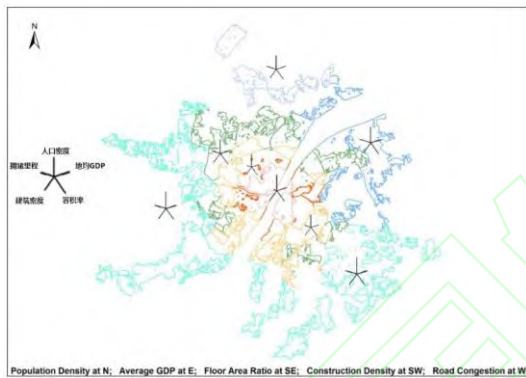 N
人口密度
拥堵里程
地均GDP
建筑密度
容积率
Population Density at N; Average GDP at E; Floor Area Ratio at SE; Construction Density at SW; Road Congestion at W